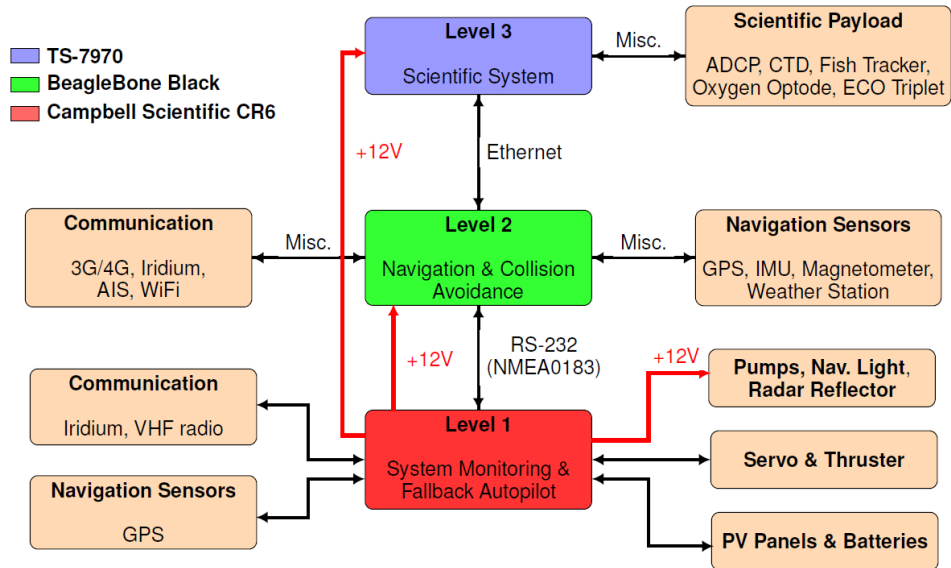 TS-7970
BeagleBone Black
Campbell Scientific CR6
Level 3
Scientific System
Misc.
Scientific Payload
ADCP, CTD, Fish Tracker,
Oxygen Optode, ECO Triplet
+12V
Ethernet
Communication
3G/4G, Iridium,
AIS, WiFi
Misc.
Level 2
Navigation & Collision
Avoidance
Misc.
Navigation Sensors
GPS, IMU, Magnetometer,
Weather Station
+12V
RS-232
(NMEA0183)
+12V
Pumps, Nav. Light,
Radar Reflector
Communication
Iridium, VHF radio
Level 1
System Monitoring &
Fallback Autopilot
Servo & Thruster
Navigation Sensors
GPS
PV Panels & Batteries